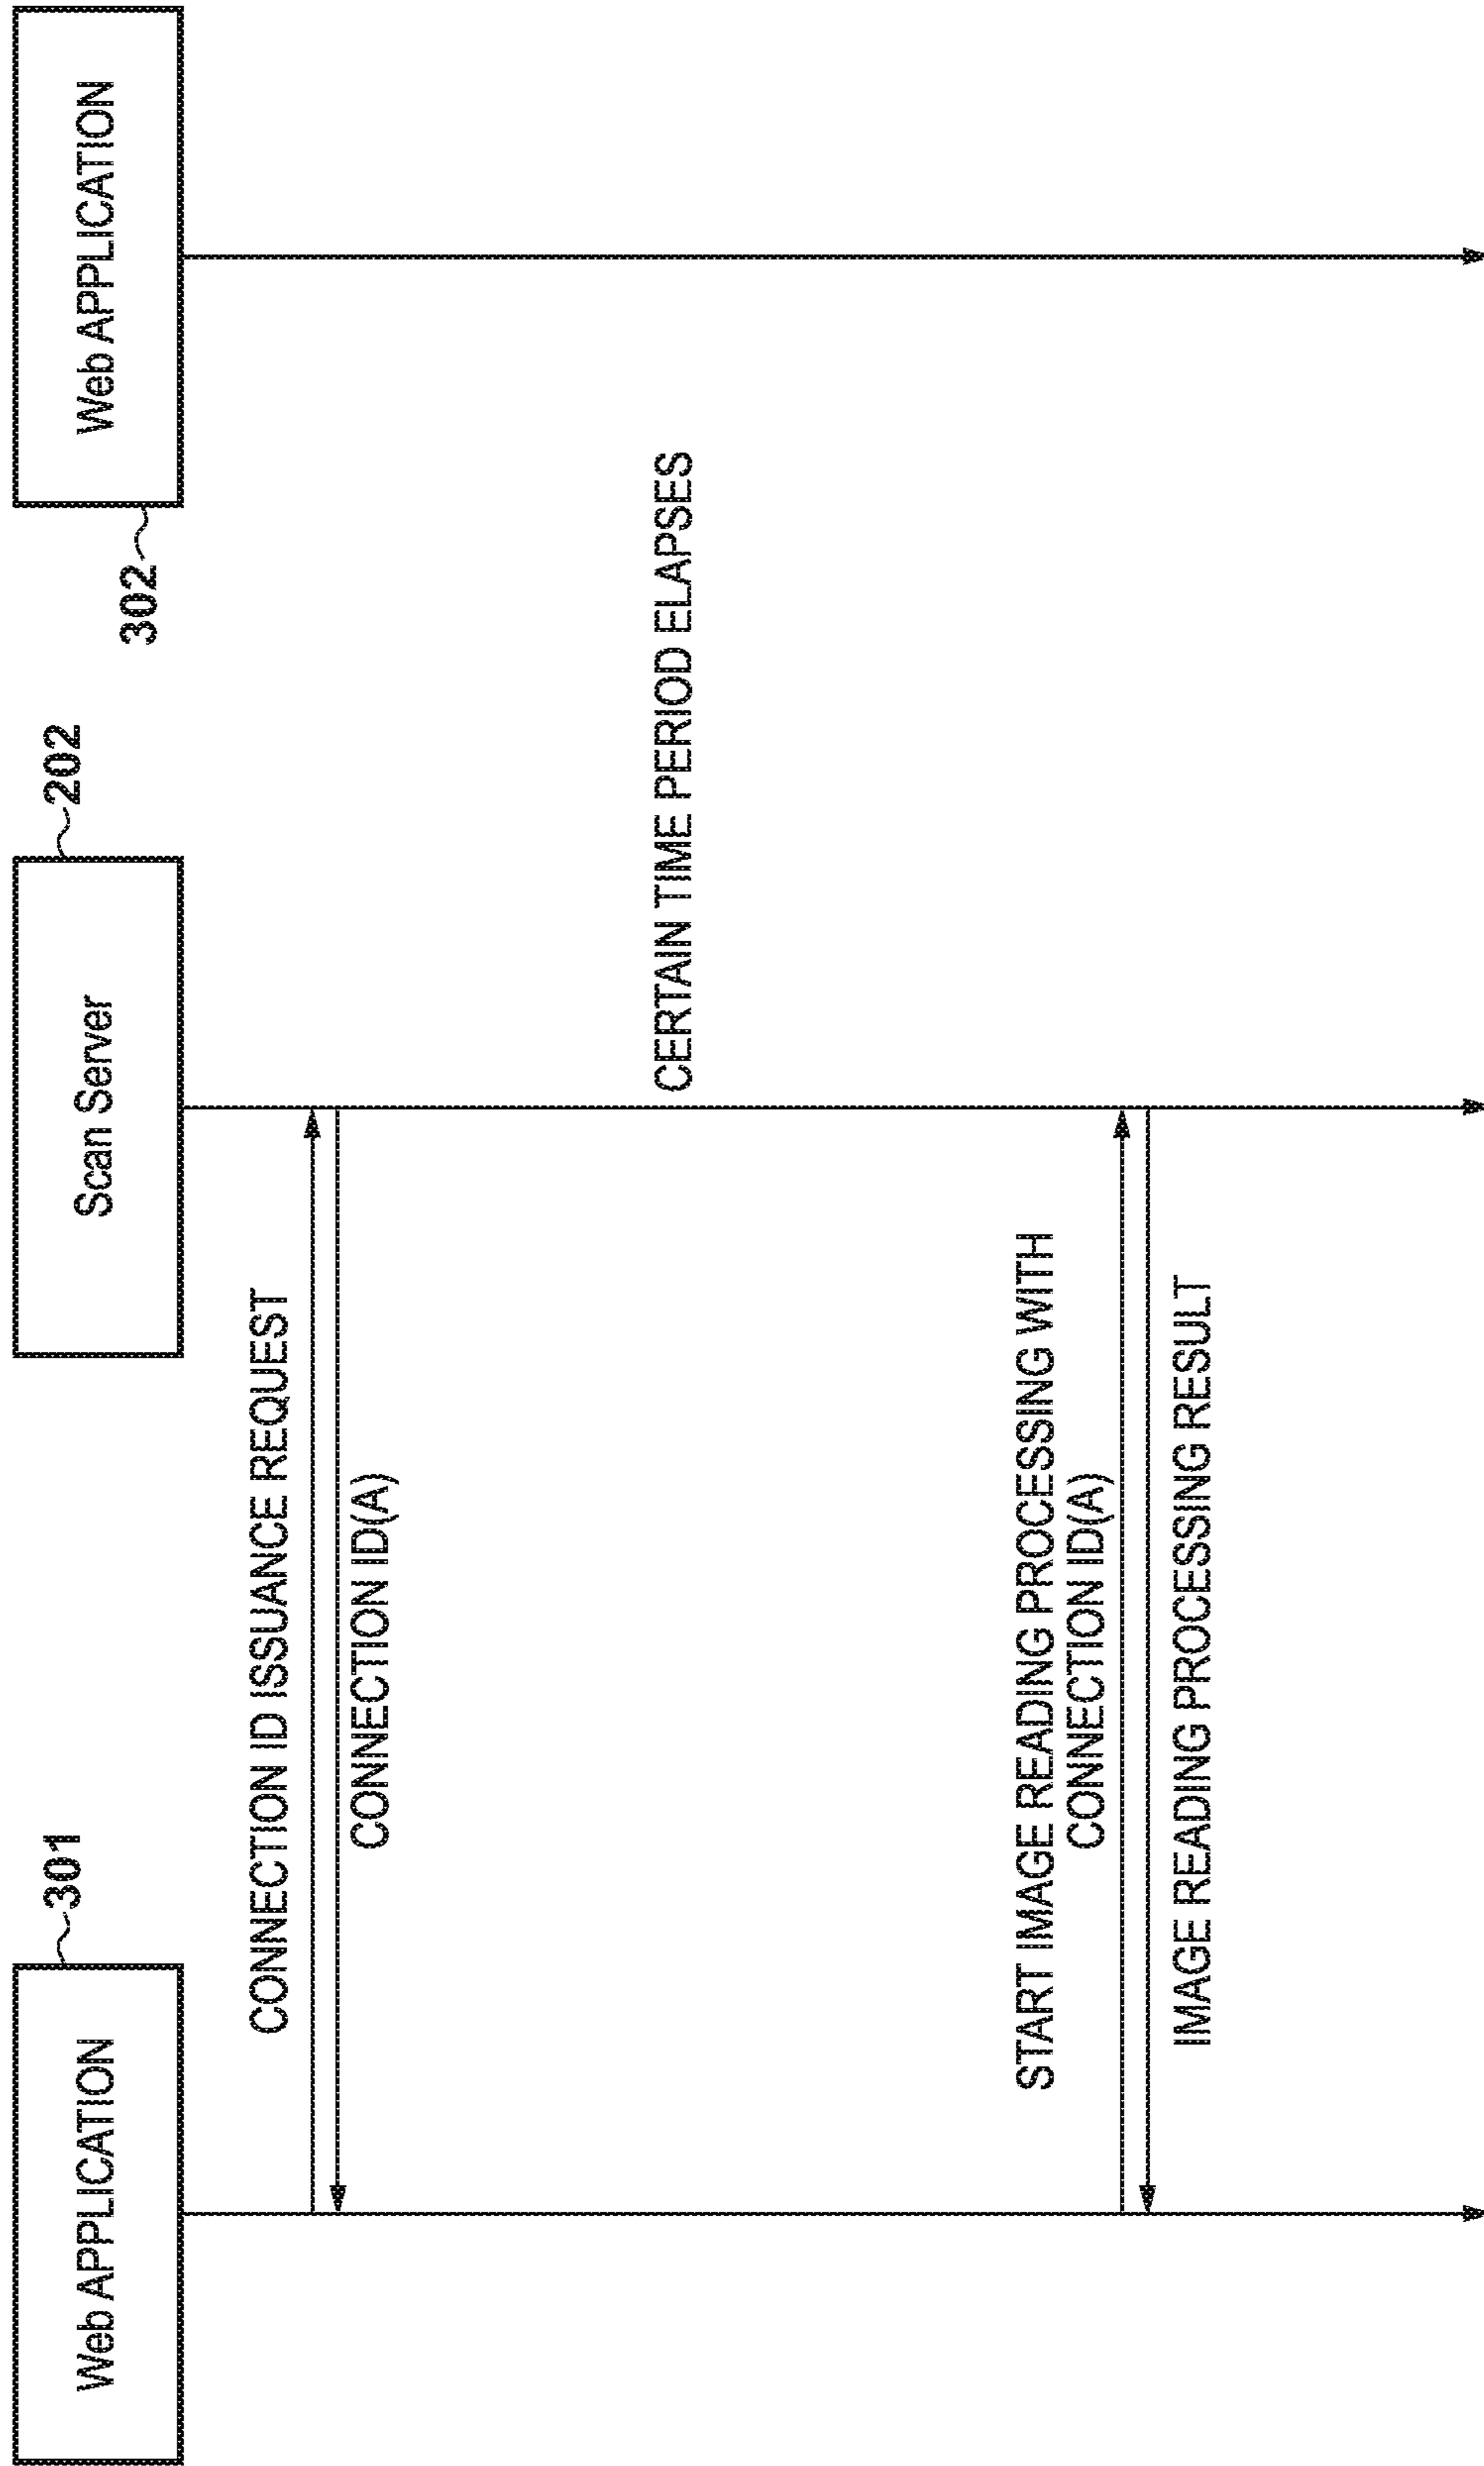 Web APPLICATION
301
Scan Server
202
Web APPLICATION
302
CONNECTION ID ISSUANCE REQUEST
CONNECTION ID(A)
CERTAIN TIME PERIOD ELAPSES
START IMAGE READING PROCESSING WITH
CONNECTION ID(A)
IMAGE READING PROCESSING RESULT